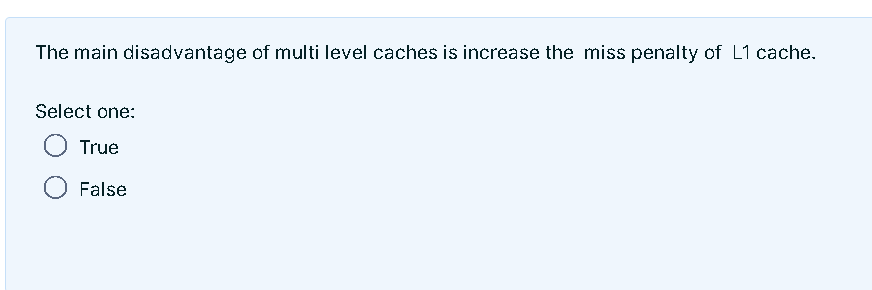 The main disadvantage of multi level caches is increase the  miss penalty of  L1 cache.
Select one:
True
False